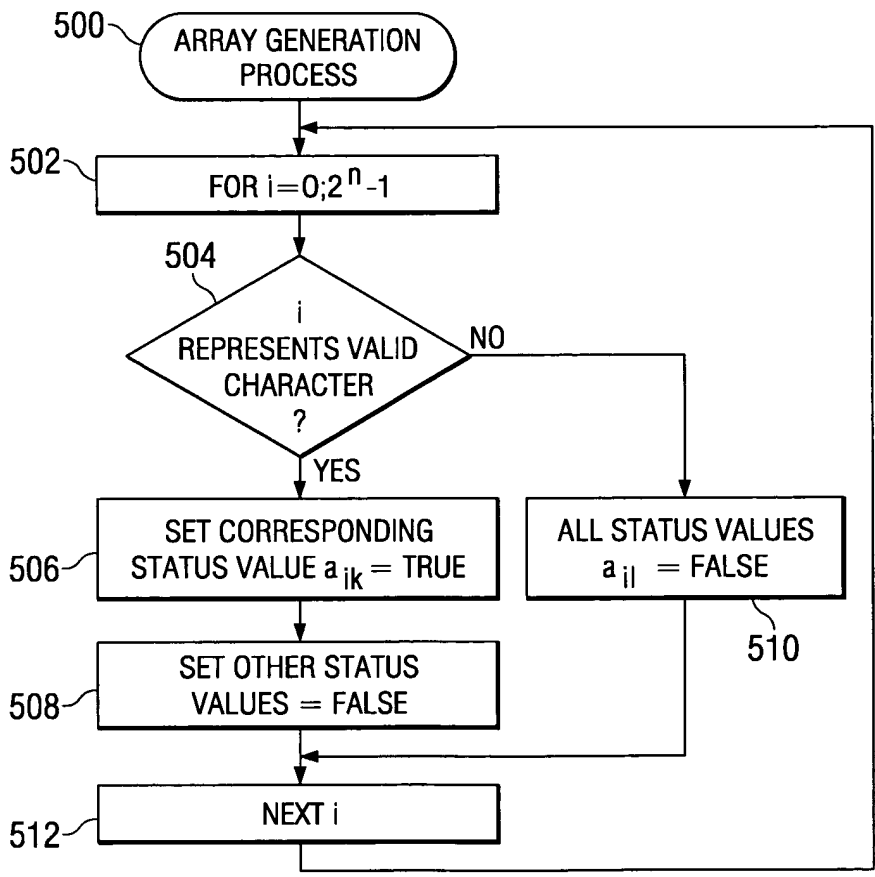 500
ARRAY GENERATION
PROCESS
502
FOR i=0;2^n-1
504
i
REPRESENTS VALID
CHARACTER
?
NO
YES
SET CORRESPONDING
STATUS VALUE a_ik = TRUE
506
ALL STATUS VALUES
a_il = FALSE
510
SET OTHER STATUS
VALUES = FALSE
508
NEXT i
512